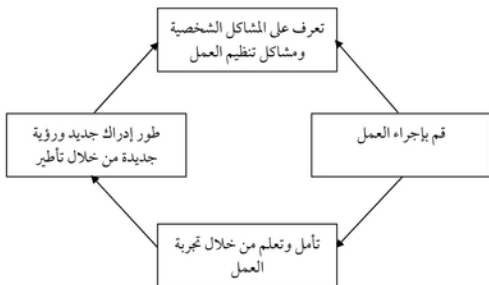 تعرف على المشاكل الشخصية
ومشاكل تنظيم العمل
قم بإجراء العمل
طور إدراك جديد ورؤية
جديدة من خلال تأطير
تأمل وتعلم من خلال تجربة
العمل